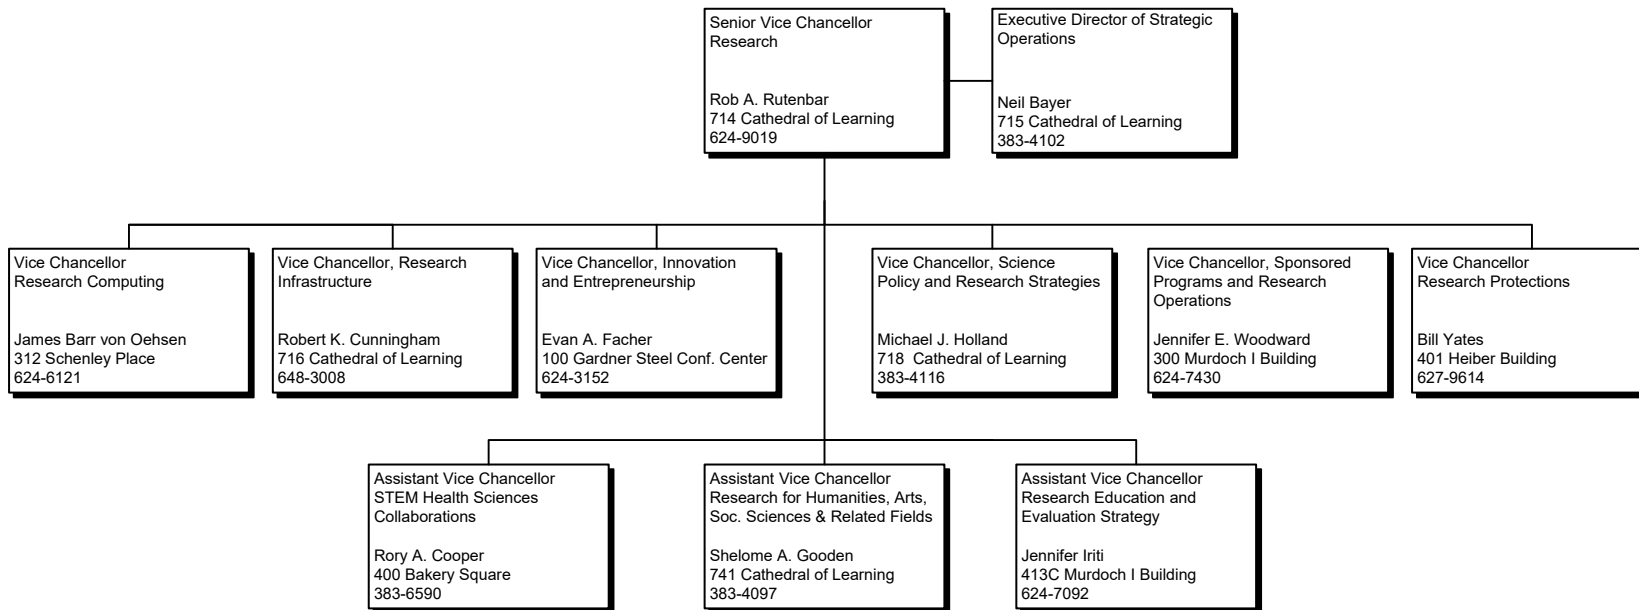 Senior Vice Chancellor
Research
Rob A. Rutenbar
714 Cathedral of Learning
624-9019
Executive Director of Strategic
Operations
Neil Bayer
715 Cathedral of Learning
383-4102
Vice Chancellor
Research Computing
James Barr von Oehsen
312 Schenley Place
624-6121
Vice Chancellor, Research
Infrastructure
Robert K. Cunningham
716 Cathedral of Learning
648-3008
Vice Chancellor, Innovation
and Entrepreneurship
Evan A. Facher
100 Gardner Steel Conf. Center
624-3152
Vice Chancellor, Science
Policy and Research Strategies
Michael J. Holland
718  Cathedral of Learning
383-4116
Vice Chancellor, Sponsored
Programs and Research
Operations
Jennifer E. Woodward
300 Murdoch I Building
624-7430
Vice Chancellor
Research Protections
Bill Yates
401 Heiber Building
627-9614
Assistant Vice Chancellor
STEM Health Sciences
Collaborations
Rory A. Cooper
400 Bakery Square
383-6590
Assistant Vice Chancellor
Research for Humanities, Arts,
Soc. Sciences & Related Fields
Shelome A. Gooden
741 Cathedral of Learning
383-4097
Assistant Vice Chancellor
Research Education and
Evaluation Strategy
Jennifer Iriti
413C Murdoch I Building
624-7092